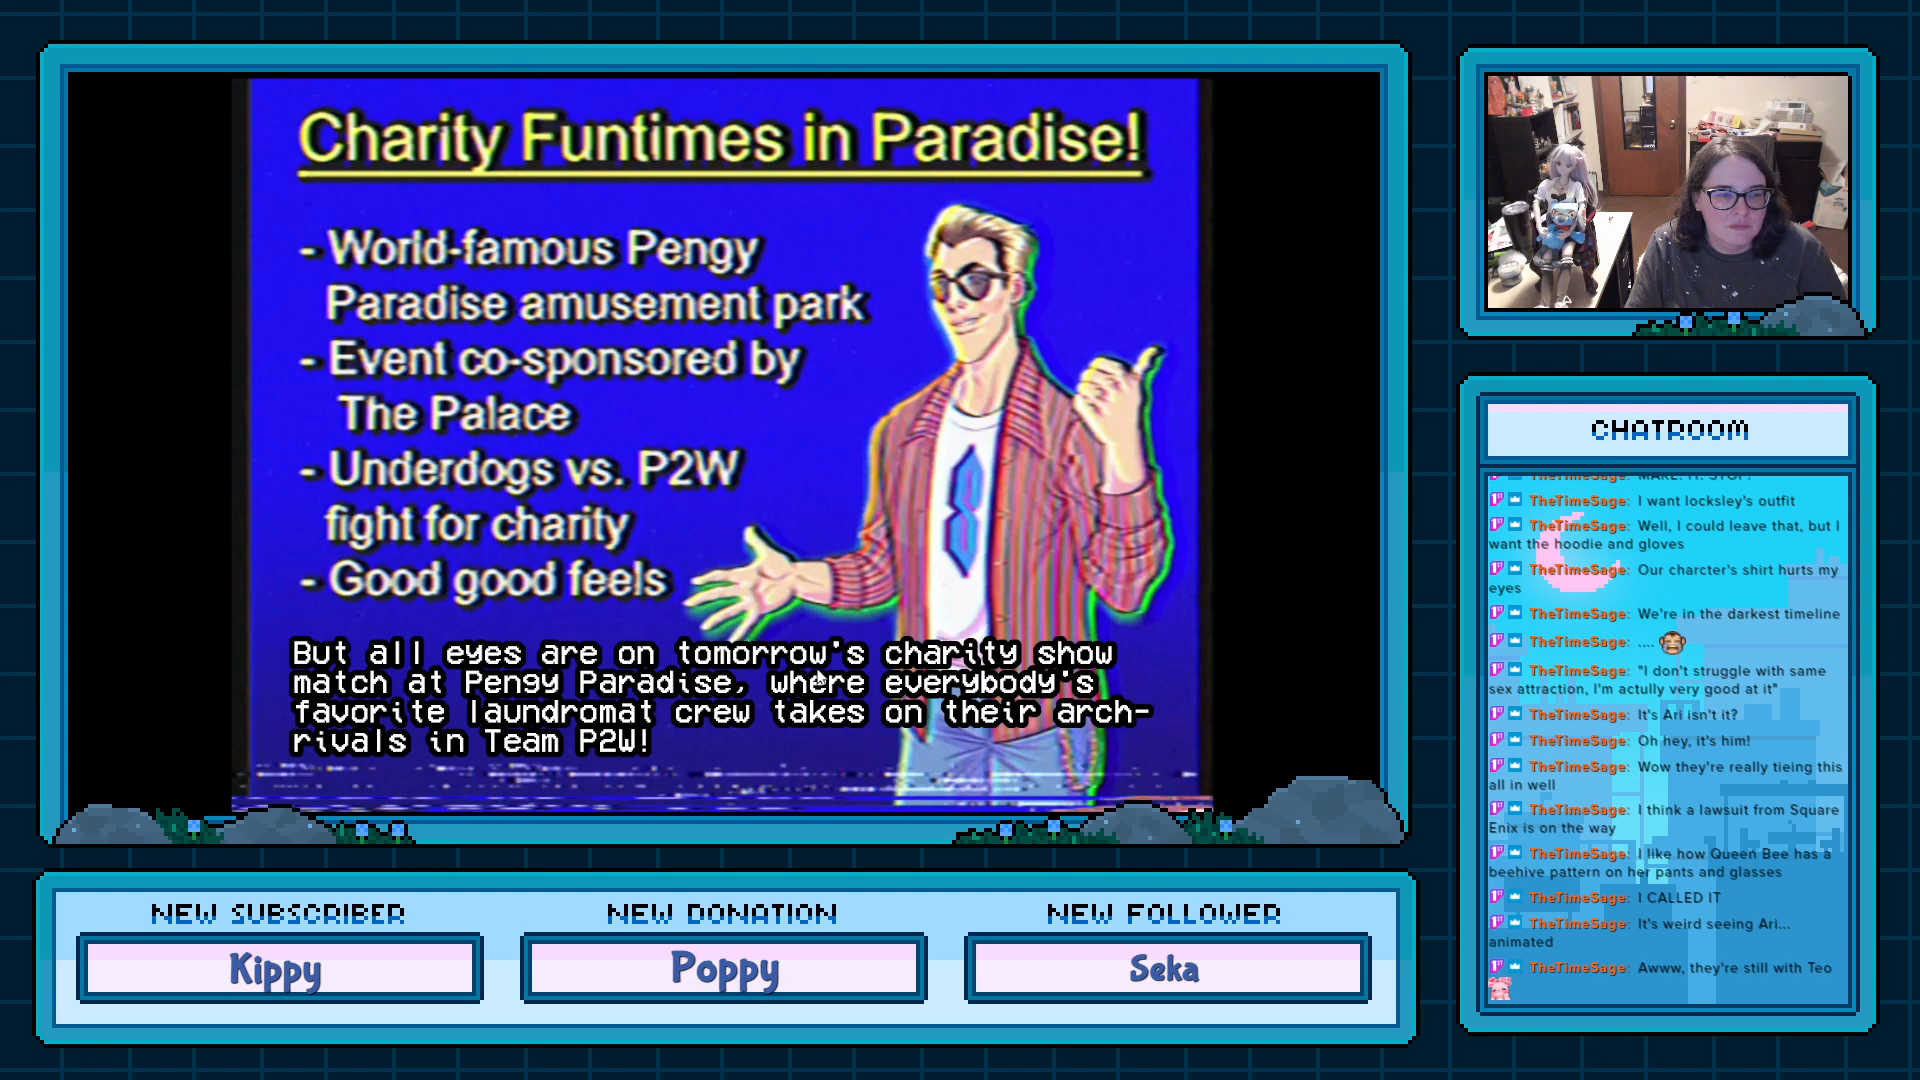 Charity Funtimes in Paradise!
- World-famous Pengy
Paradise amusement park
- Event co-sponsored by
The Palace
- Underdogs vs. P2W
fight for charity
- Good good feels
But all eyes are on tomorrow's charity show
match at Pengy Paradise, where everybody's
favorite laundromat crew takes on their arch-
rivals in Team P2W!
NEW SUBSCRIBER
Kippy
NEW DONATION
Poppy
NEW FOLLOWER
Seka
CHATROOM
TheTimeSage: MAKE. IT. STOP!
TheTimeSage: I want locksley's outfit
TheTimeSage: Well, I could leave that, but I
want the hoodie and gloves
TheTimeSage: Our charcter's shirt hurts my
eyes
TheTimeSage: We're in the darkest timeline
TheTimeSage: ....
TheTimeSage: "I don't struggle with same
sex attraction, I'm actully very good at it"
TheTimeSage: It's Ari isn't it?
TheTimeSage: Oh hey, it's him!
TheTimeSage: Wow they're really tieing this
all in well
TheTimeSage: I think a lawsuit from Square
Enix is on the way
TheTimeSage: I like how Queen Bee has a
beehive pattern on her pants and glasses
TheTimeSage: I CALLED IT
TheTimeSage: It's weird seeing Ari...
animated
TheTimeSage: Awww, they're still with Teo